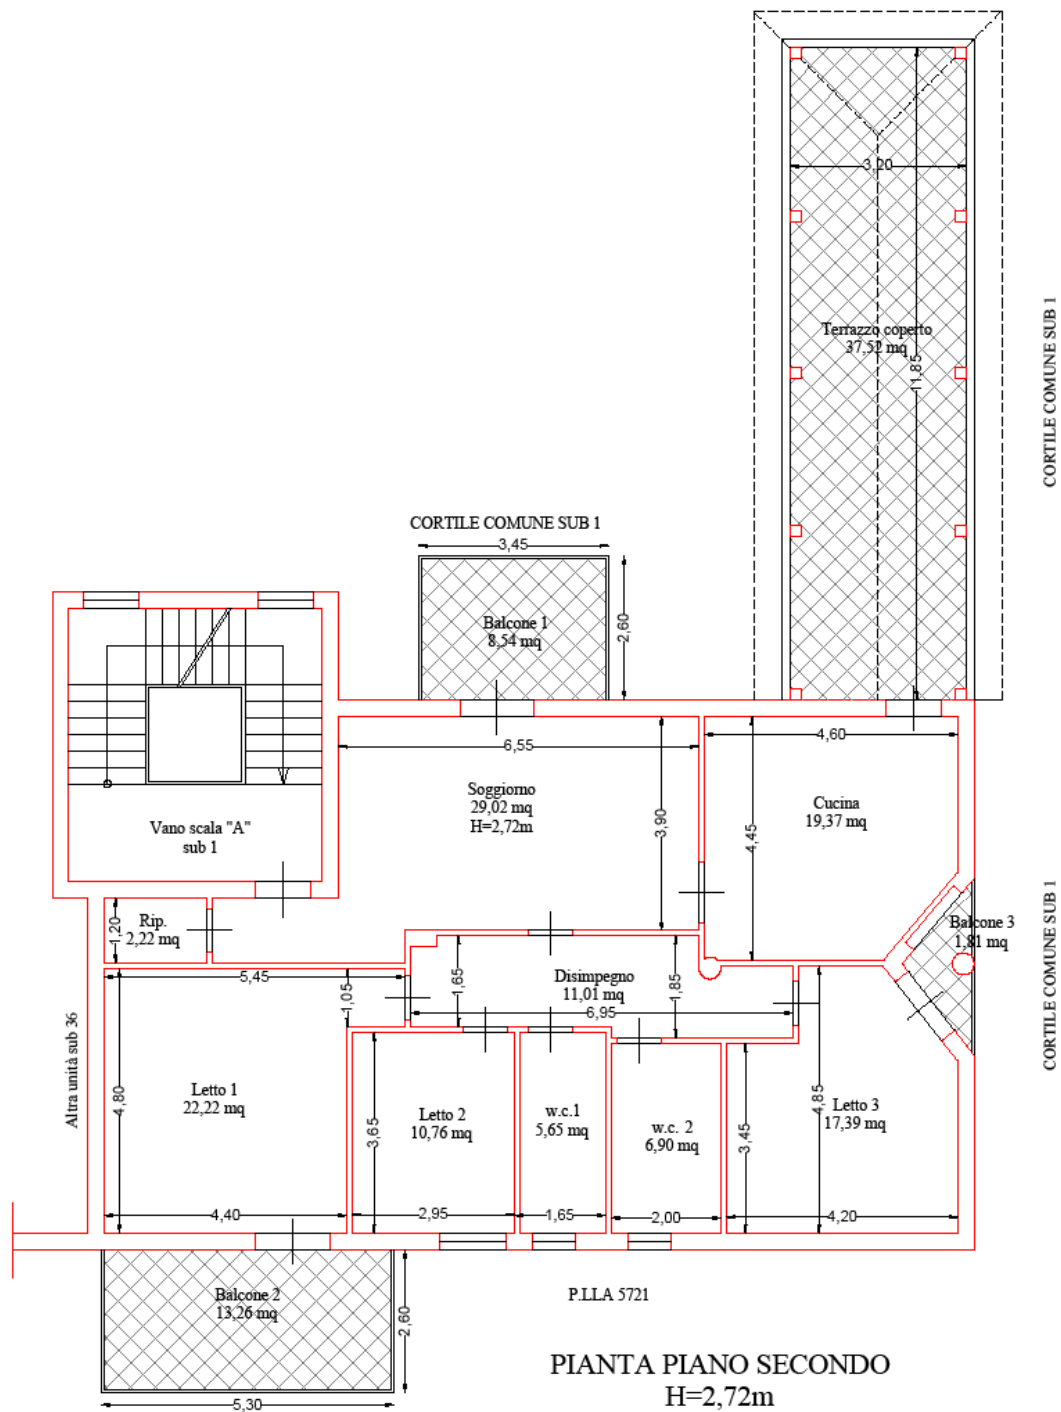 3,20
Terrazzo coperto
37,52 mq
11,85
CORTILE COMUNE SUB 1
CORTILE COMUNE SUB 1
3,45
Balcone 1
8,54 mq
2,60
6,55
4,60
Soggiorno
29,02 mq
H=2,72m
3,90
Cucina
19,37 mq
4,45
Vano scala "A"
sub 1
Rip.
2,22 mq
1,20
Balcone 3
1,81 mq
CORTILE COMUNE SUB 1
5,45
1,05
1,65
Disimpegno
11,01 mq
1,85
6,95
Altra unità sub 36
4,80
Letto 1
22,22 mq
3,65
Letto 2
10,76 mq
w.c.1
5,65 mq
w.c. 2
6,90 mq
3,45
4,85
Letto 3
17,39 mq
4,40
2,95
1,65
2,00
4,20
Balcone 2
13,26 mq
2,60
5,30
P.LLA 5721
PIANTA PIANO SECONDO
H=2,72m